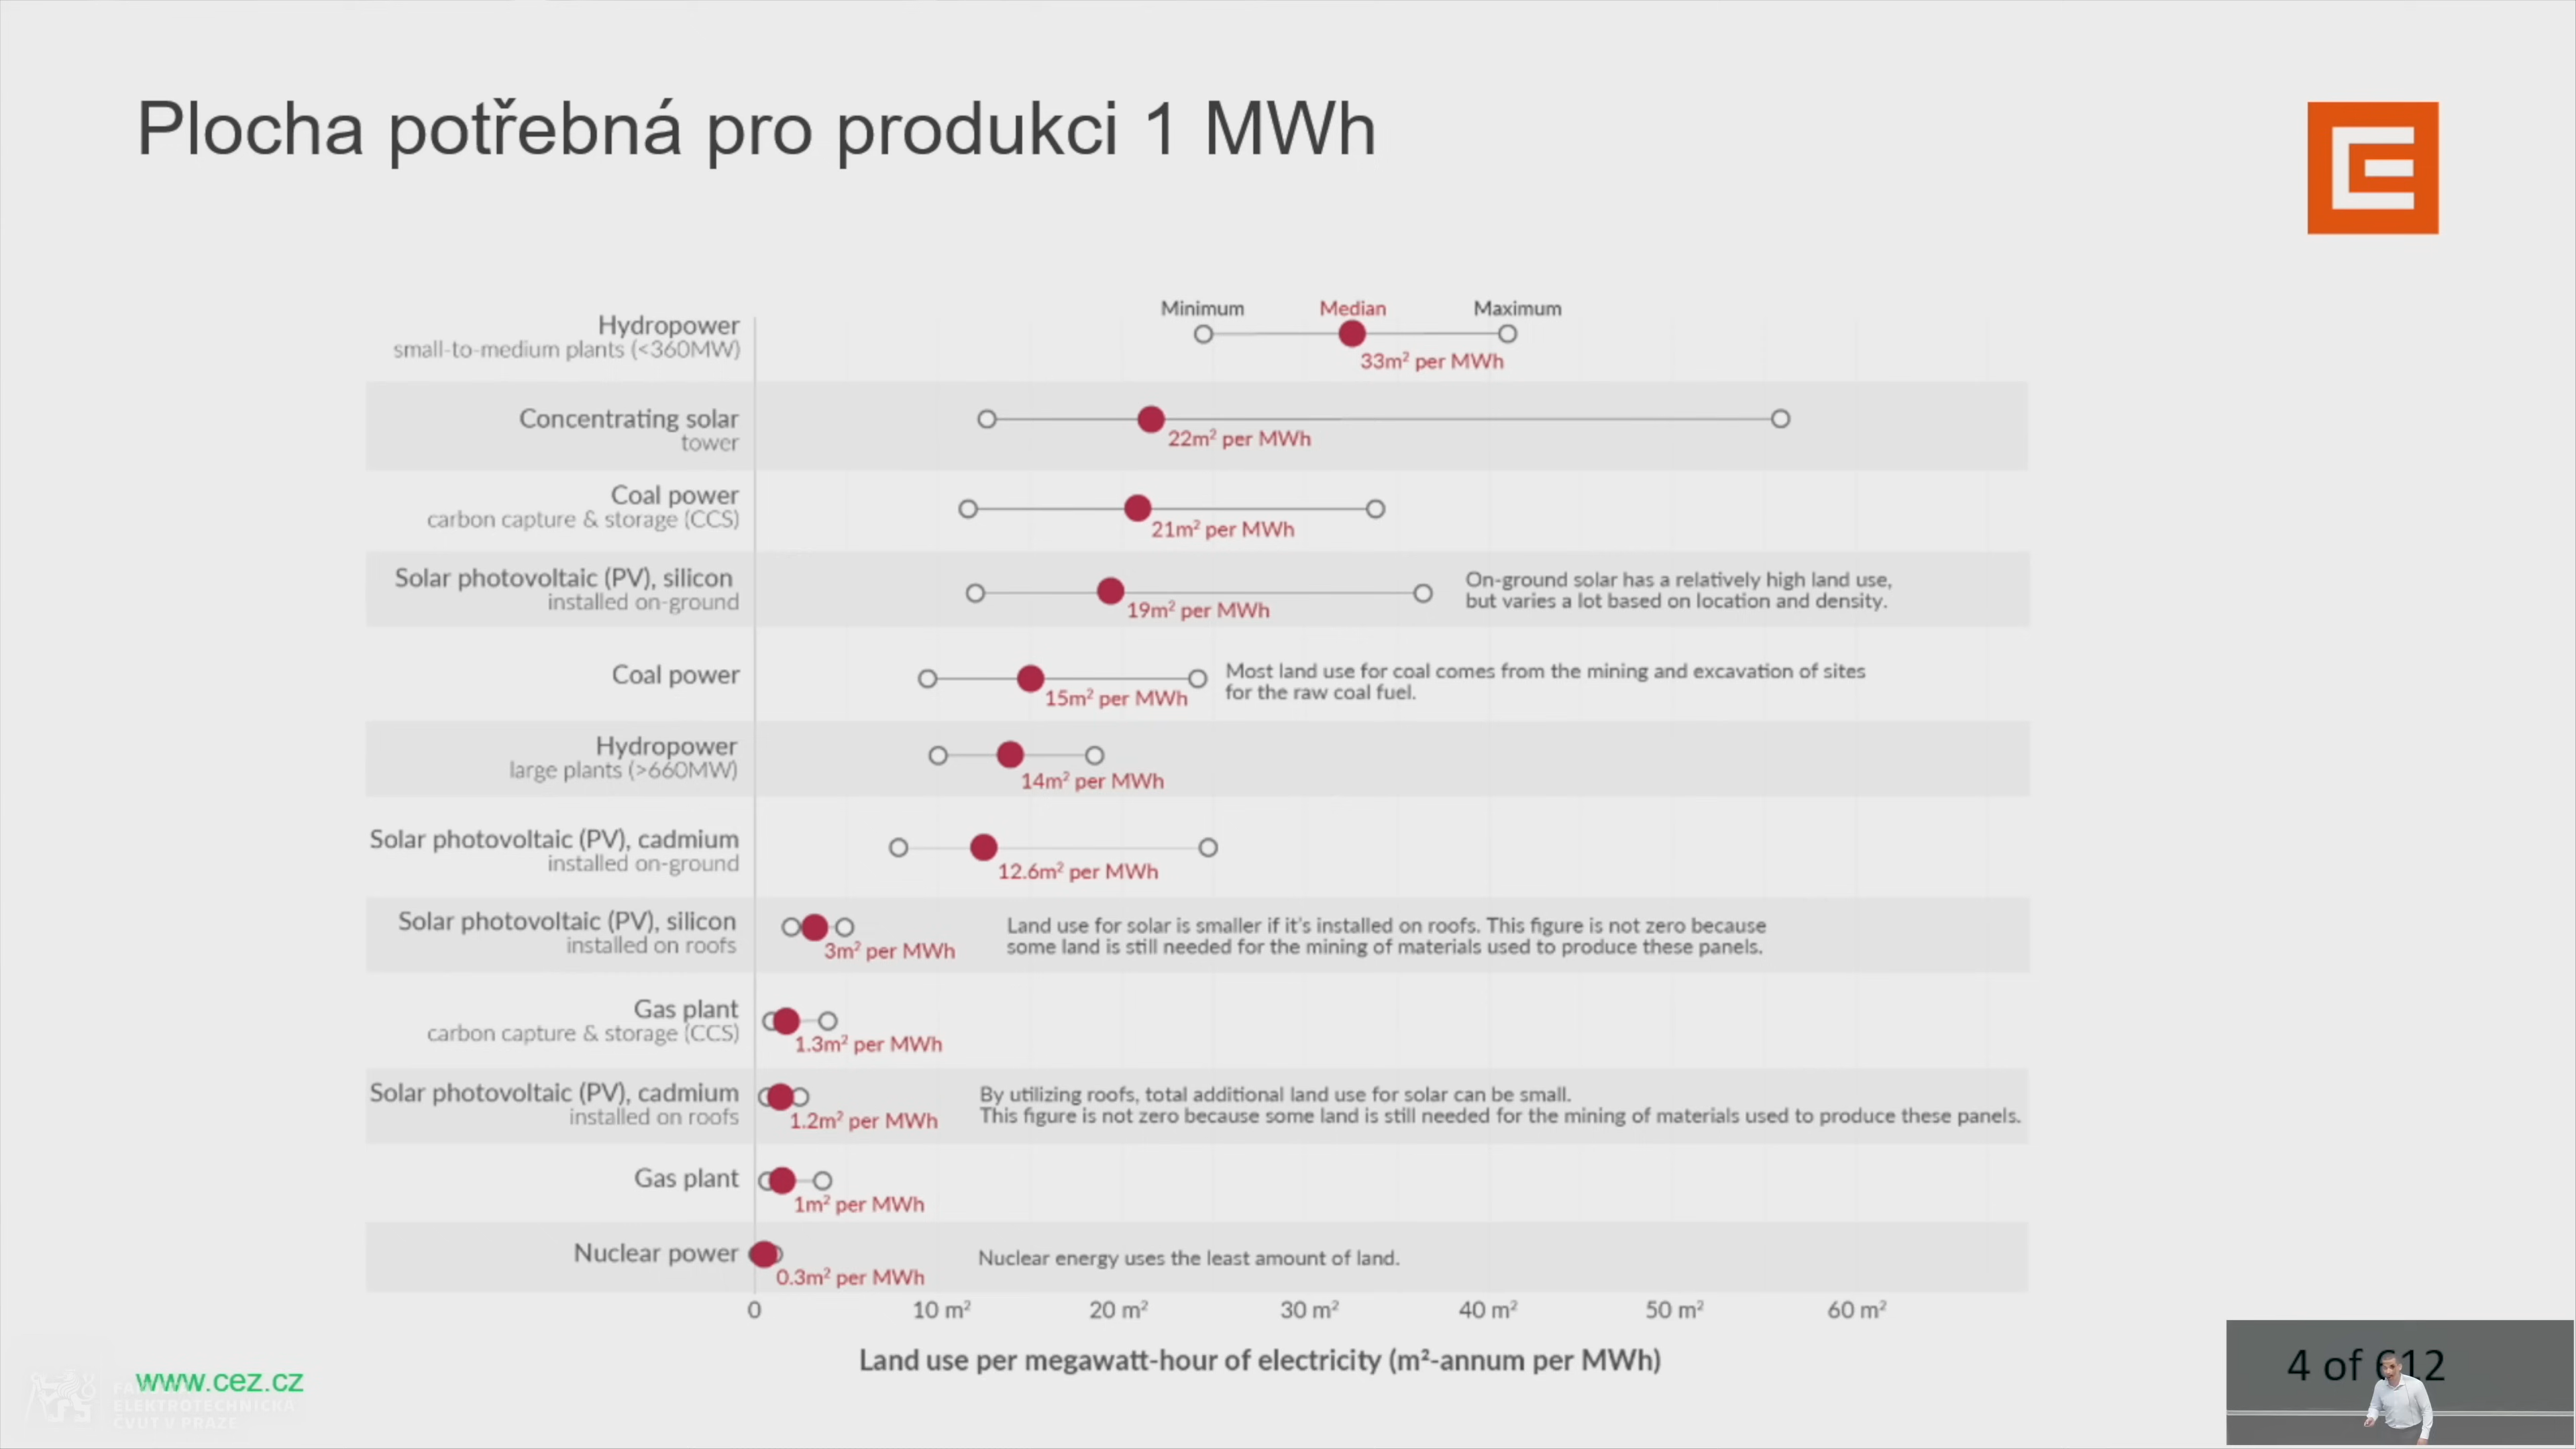 Plocha potřebná pro produkci 1 MWh
Minimum Median Maximum
Hydropower
small-to-medium plants (<360MW)
33m² per MWh
Concentrating solar
tower
22m² per MWh
Coal power
carbon capture & storage (CCS)
21m² per MWh
Solar photovoltaic (PV), silicon
installed on-ground
19m² per MWh
On-ground solar has a relatively high land use,
but varies a lot based on location and density.
Coal power
15m² per MWh
Most land use for coal comes from the mining and excavation of sites
for the raw coal fuel.
Hydropower
large plants (>660MW)
14m² per MWh
Solar photovoltaic (PV), cadmium
installed on-ground
12.6m² per MWh
Solar photovoltaic (PV), silicon
installed on roofs
3m² per MWh
Land use for solar is smaller if it's installed on roofs. This figure is not zero because
some land is still needed for the mining of materials used to produce these panels.
Gas plant
carbon capture & storage (CCS)
1.3m² per MWh
Solar photovoltaic (PV), cadmium
installed on roofs
1.2m² per MWh
By utilizing roofs, total additional land use for solar can be small.
This figure is not zero because some land is still needed for the mining of materials used to produce these panels.
Gas plant
1m² per MWh
Nuclear power
0.3m² per MWh
Nuclear energy uses the least amount of land.
0 10 m² 20 m² 30 m² 40 m² 50 m² 60 m²
Land use per megawatt-hour of electricity (m²-annum per MWh)
www.cez.cz
ELEKTROTECHNICKÁ
ČVUT V PRAZE
4 of